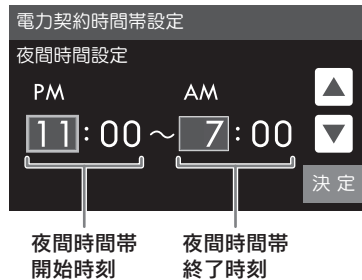 電力契約時間帯設定
夜間時間設定
PM AM ▲
11:00～7:00 ▼
決定
夜間時間帯 夜間時間帯
開始時刻 終了時刻